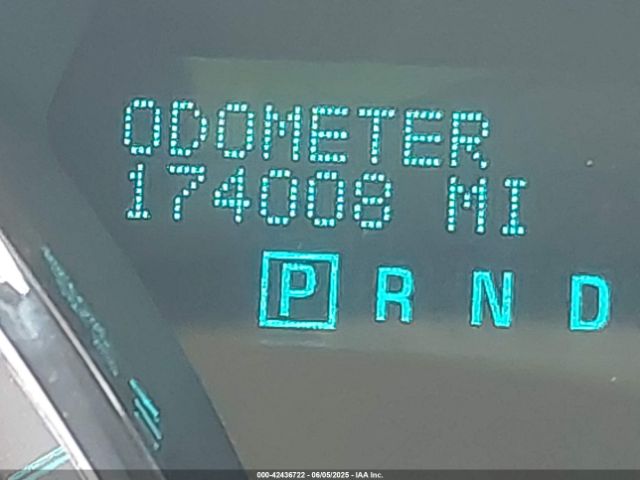 ODOMETER
174008 MI
P R N D
000-42436722 - 06/05/2025 - IAA Inc.